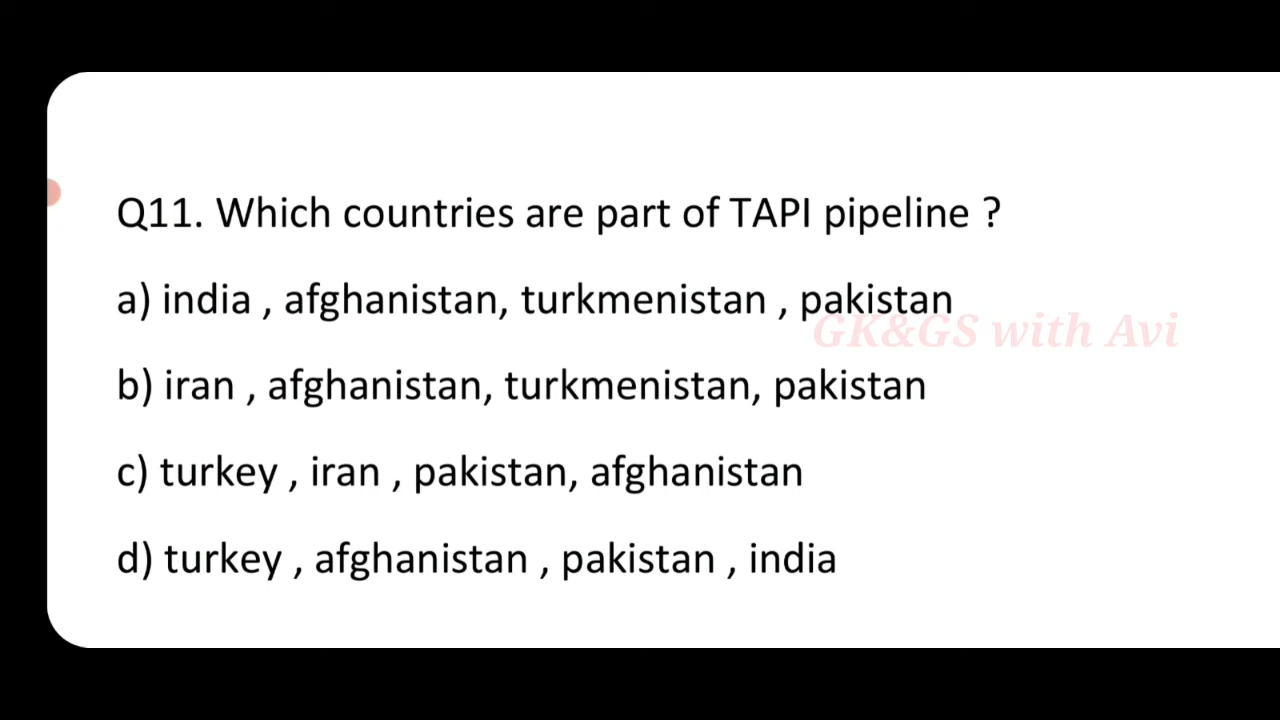 Q11. Which countries are part of TAPI pipeline ?
a) india , afghanistan, turkmenistan , pakistan
GK&GS with Avi
b) iran , afghanistan, turkmenistan, pakistan
c) turkey , iran , pakistan, afghanistan
d) turkey , afghanistan , pakistan , india